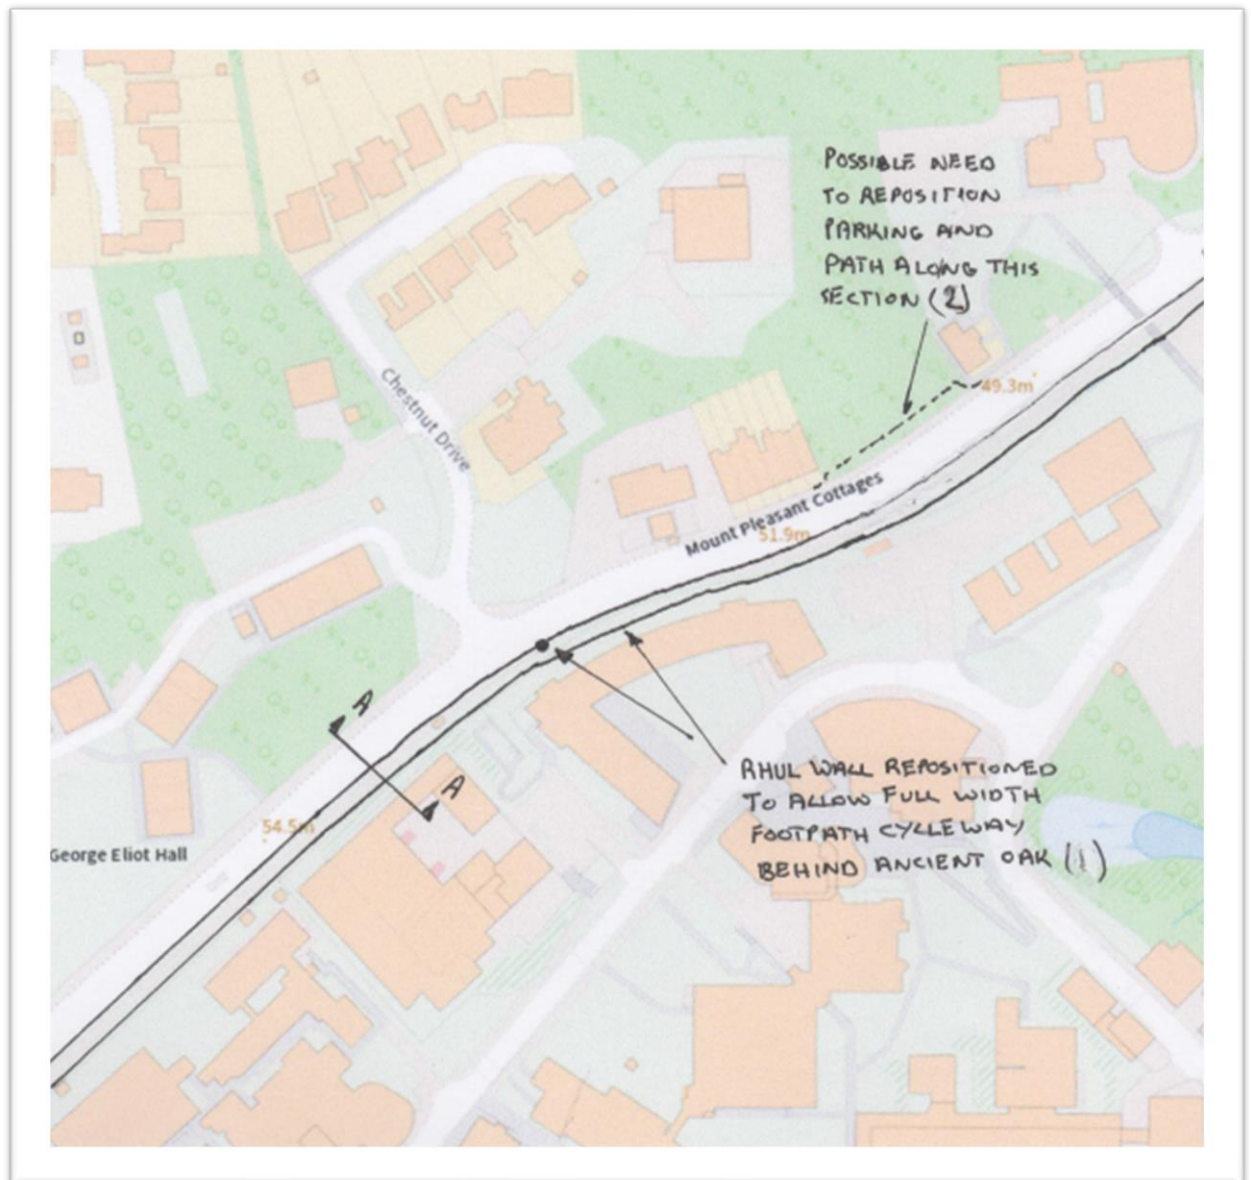 POSSIBLE NEED
TO REPOSITION
PARKING AND
PATH ALONG THIS
SECTION (2)
49.3m
Chestnut Drive
Mount Pleasant Cottages
51.9m
A
A
RHUL WALL REPOSITIONED
TO ALLOW FULL WIDTH
FOOTPATH CYCLEWAY
BEHIND ANCIENT OAK (1)
54.5m
George Eliot Hall